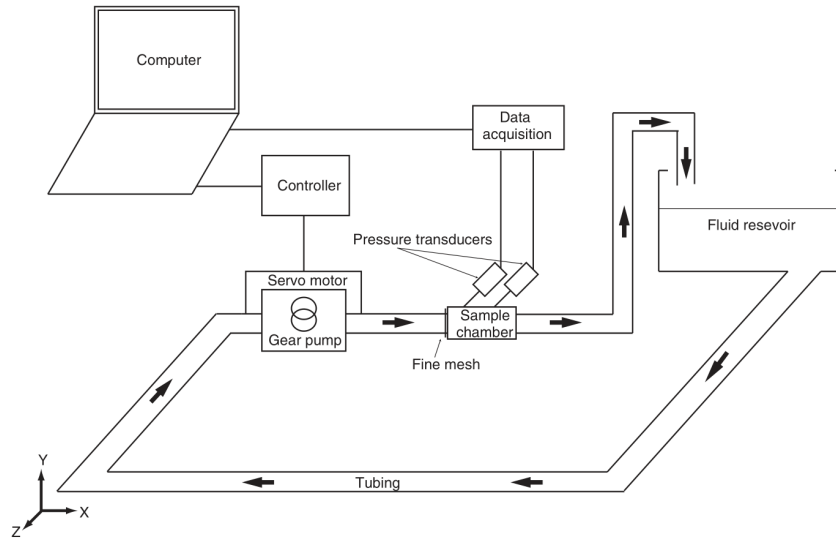 Computer
Data
acquisition
Controller
Pressure transducers
Fluid resevoir
Servo motor
Gear pump
Sample
chamber
Fine mesh
Tubing
Y
X
Z